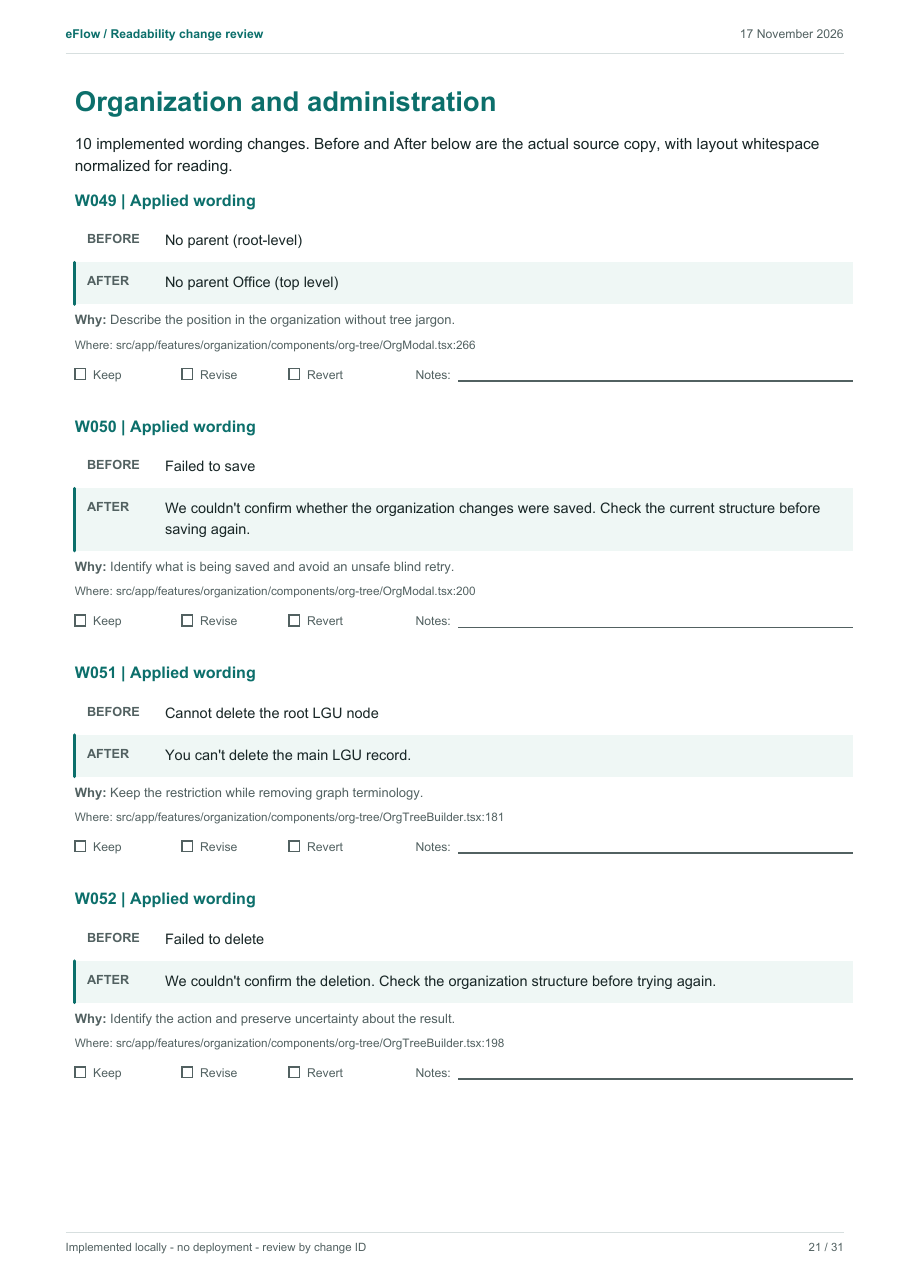 eFlow / Readability change review 17 November 2026
Organization and administration
10 implemented wording changes. Before and After below are the actual source copy, with layout whitespace
normalized for reading.
W049 | Applied wording
BEFORE No parent (root-level)
AFTER No parent Office (top level)
Why: Describe the position in the organization without tree jargon.
Where: src/app/features/organization/components/org-tree/OrgModal.tsx:266
Keep Revise Revert Notes:
W050 | Applied wording
BEFORE Failed to save
AFTER We couldn't confirm whether the organization changes were saved. Check the current structure before
saving again.
Why: Identify what is being saved and avoid an unsafe blind retry.
Where: src/app/features/organization/components/org-tree/OrgModal.tsx:200
Keep Revise Revert Notes:
W051 | Applied wording
BEFORE Cannot delete the root LGU node
AFTER You can't delete the main LGU record.
Why: Keep the restriction while removing graph terminology.
Where: src/app/features/organization/components/org-tree/OrgTreeBuilder.tsx:181
Keep Revise Revert Notes:
W052 | Applied wording
BEFORE Failed to delete
AFTER We couldn't confirm the deletion. Check the organization structure before trying again.
Why: Identify the action and preserve uncertainty about the result.
Where: src/app/features/organization/components/org-tree/OrgTreeBuilder.tsx:198
Keep Revise Revert Notes:
Implemented locally - no deployment - review by change ID 21 / 31